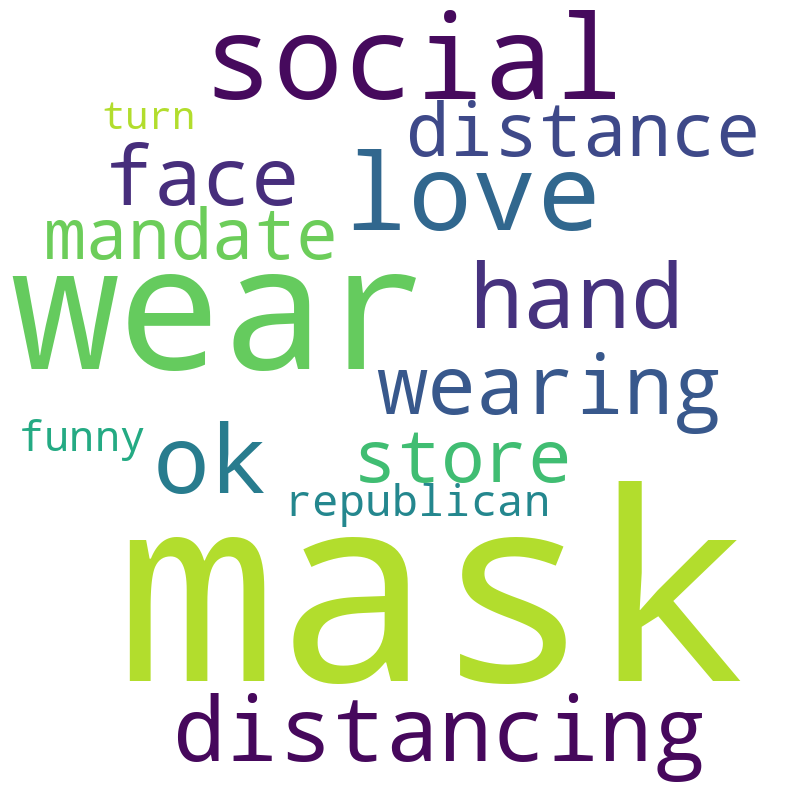 social
turn
distance
face
love
mandate
wear
hand
wearing
funny
ok
store
republican
mask
distancing